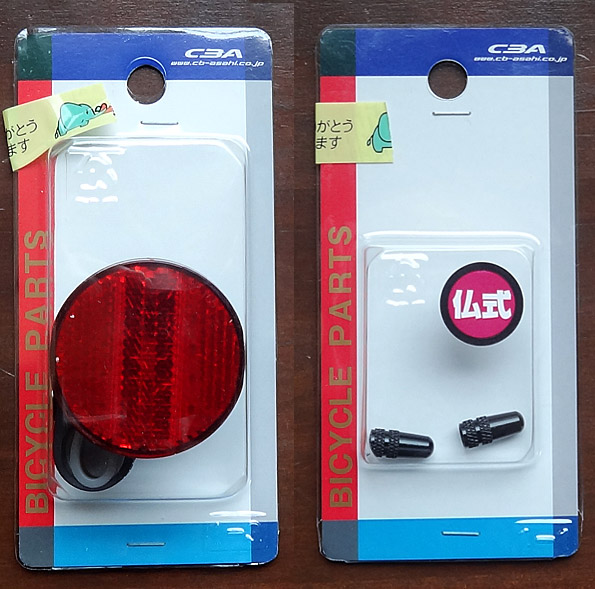 CBA
www.cb-asahi.co.jp
がとう
ます
BICYCLE PARTS
CBA
www.cb-asahi.co.jp
がとう
ます
仏式
BICYCLE PARTS